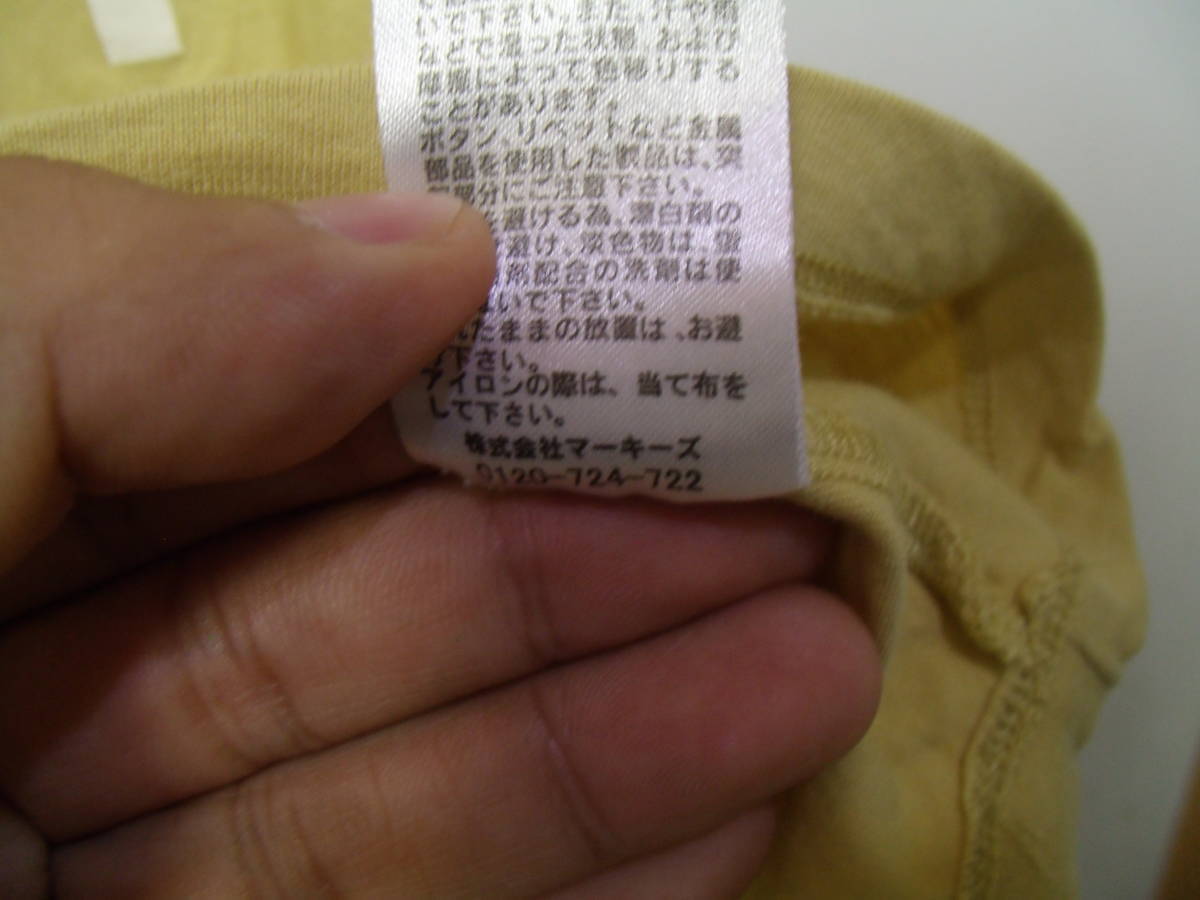 いで下さい。また、汗や雨
などで湿った状態、および
摩擦によって色移りする
ことがあります。
ボタン、リベットなど金属
部品を使用した製品は、突
部分にご注意下さい。
を避ける為、漂白剤の
避け、淡色物は、蛍
剤配合の洗剤は使
ないで下さい。
れたままの放置は、お避
け下さい。
アイロンの際は、当て布を
して下さい。
株式会社マーキーズ
0120-724-722